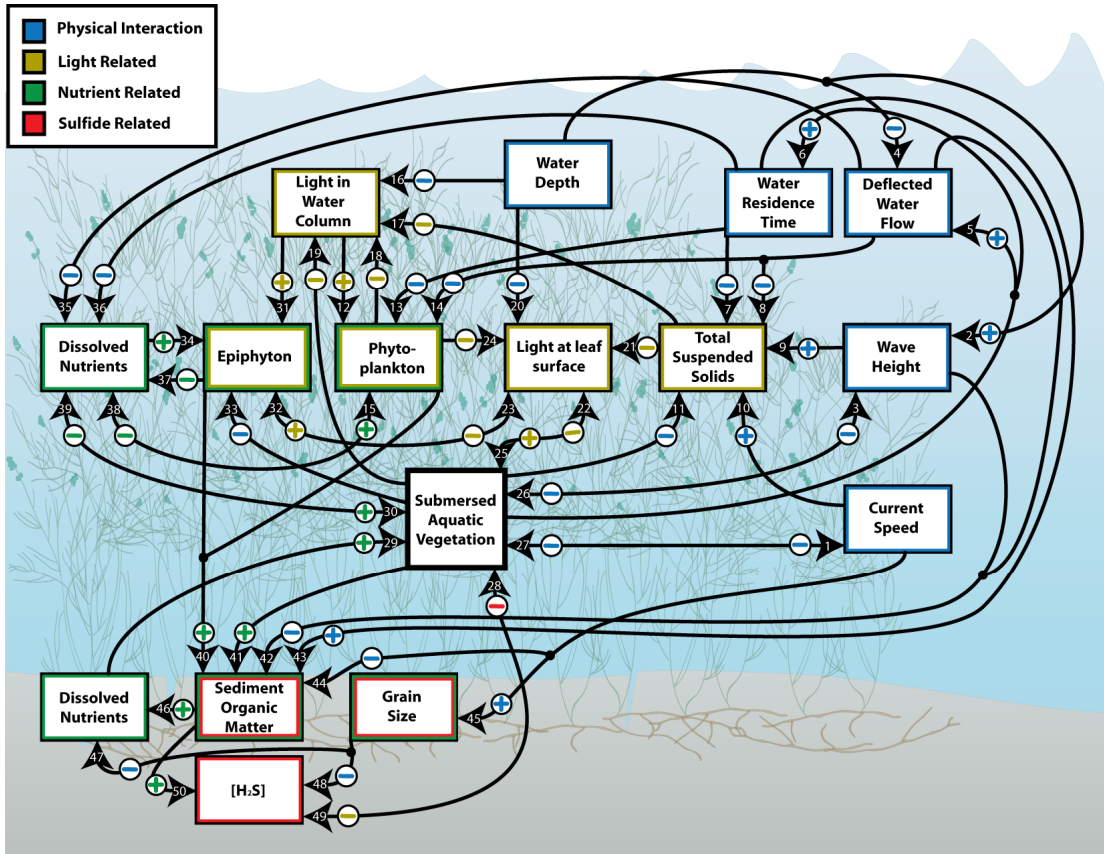 Physical Interaction
Light Related
Nutrient Related
Sulfide Related
6
4
Light in
Water
Column
16
Water
Depth
Water
Residence
Time
Deflected
Water
Flow
17
5
19
18
35
36
31
12
13
14
20
7
8
Dissolved
Nutrients
34
Epiphyton
Phyto-
plankton
24
Light at leaf
surface
21
Total
Suspended
Solids
9
Wave
Height
2
37
39
38
33
32
15
23
22
11
10
3
25
Submersed
Aquatic
Vegetation
26
30
29
27
1
Current
Speed
28
40
41
42
43
44
Dissolved
Nutrients
46
Sediment
Organic
Matter
Grain
Size
45
47
50
[H₂S]
48
49